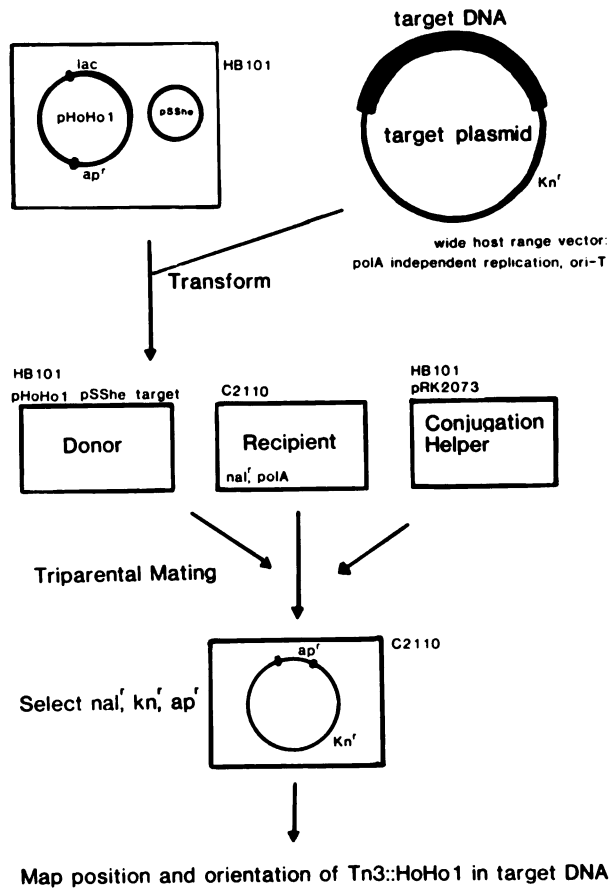 target DNA
lac
HB101
pHoHo1
pSShe
ap^r
target plasmid
Kn^r
wide host range vector:
polA independent replication, ori-T
Transform
HB101
pHoHo1 pSShe target
Donor
C2110
Recipient
nal^r, polA
HB101
pRK2073
Conjugation
Helper
Triparental Mating
C2110
ap^r
Kn^r
Select nal^r, kn^r, ap^r
Map position and orientation of Tn3::HoHo1 in target DNA